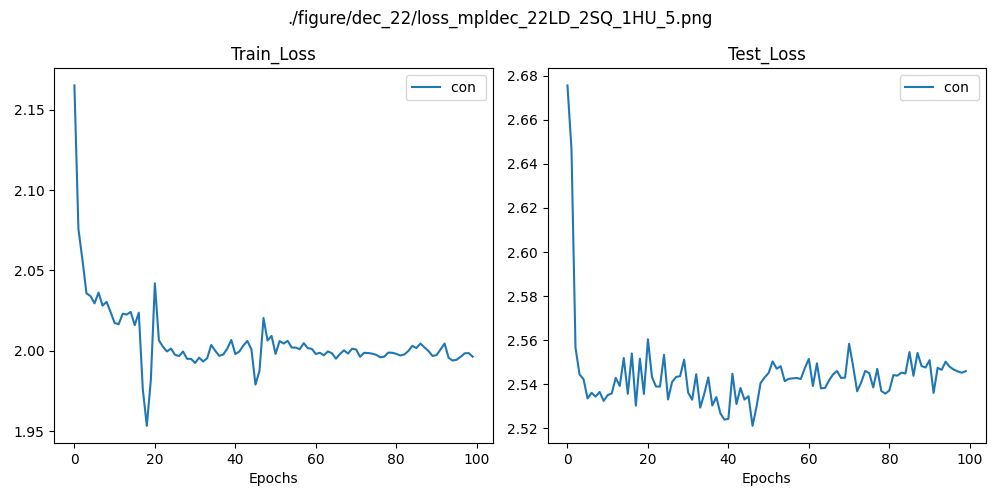 ./figure/dec_22/loss_mpldec_22LD_2SQ_1HU_5.png
Train_Loss
con
2.15
2.10
2.05
2.00
1.95
0 20 40 60 80 100
Epochs
Test_Loss
con
2.68
2.66
2.64
2.62
2.60
2.58
2.56
2.54
2.52
0 20 40 60 80 100
Epochs